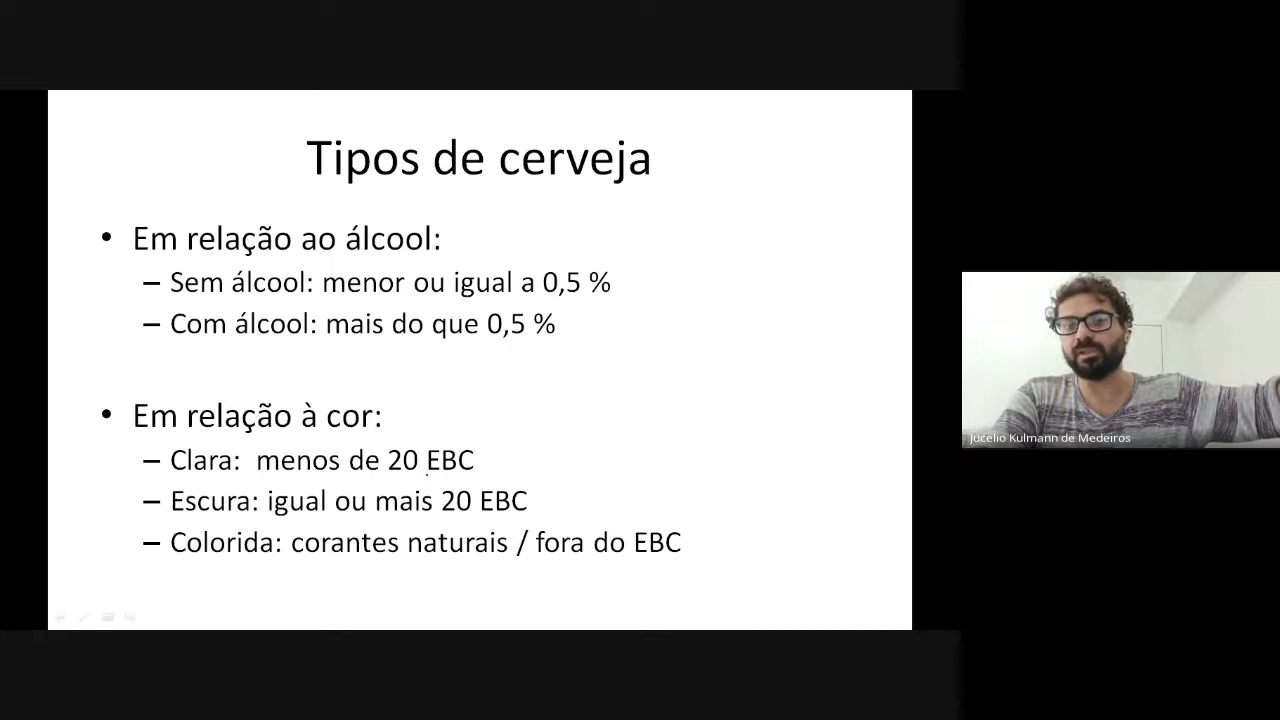 Tipos de cerveja
• Em relação ao álcool:
– Sem álcool: menor ou igual a 0,5 %
– Com álcool: mais do que 0,5 %
• Em relação à cor:
– Clara:  menos de 20 EBC
– Escura: igual ou mais 20 EBC
– Colorida: corantes naturais / fora do EBC
Jucelio Kulmann de Medeiros